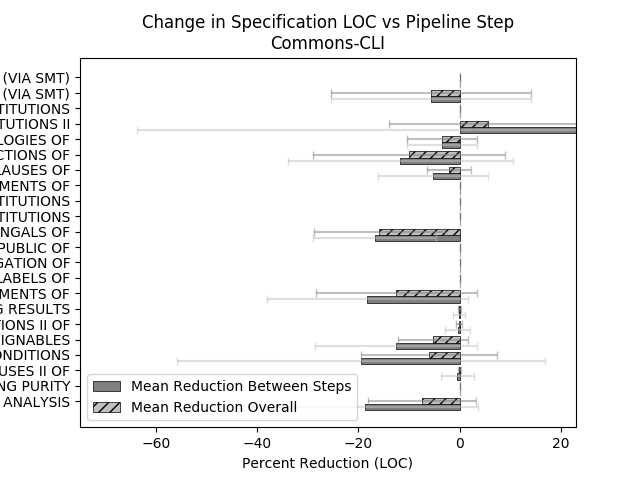 Change in Specification LOC vs Pipeline Step
Commons-CLI
(VIA SMT)
(VIA SMT)
TITUTIONS
TUTIONS II
LOGIES OF
CTIONS OF
LAUSES OF
MENTS OF
TITUTIONS
TITUTIONS
NGALS OF
PUBLIC OF
GATION OF
LABELS OF
MENTS OF
G RESULTS
IONS II OF
IGNABLES
ONDITIONS
USES II OF
NG PURITY
ANALYSIS
Mean Reduction Between Steps
Mean Reduction Overall
−60 −40 −20 0 20
Percent Reduction (LOC)